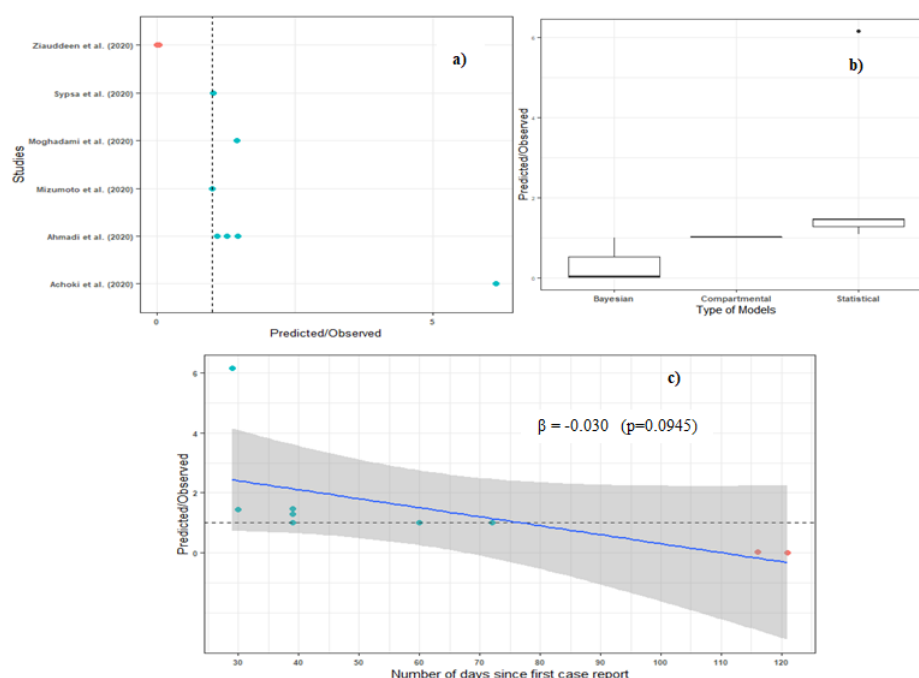 a)
Ziauddeen et al. (2020)
Sypsa et al. (2020)
Moghadami et al. (2020)
Mizumoto et al. (2020)
Ahmadi et al. (2020)
Achoki et al. (2020)
Studies
0 5
Predicted/Observed
b)
6
4
2
0
Predicted/Observed
Bayesian Compartmental Statistical
Type of Models
c)
β = -0.030 (p=0.0945)
6
4
2
0
Predicted/Observed
30 40 50 60 70 80 90 100 110 120
Number of days since first case report